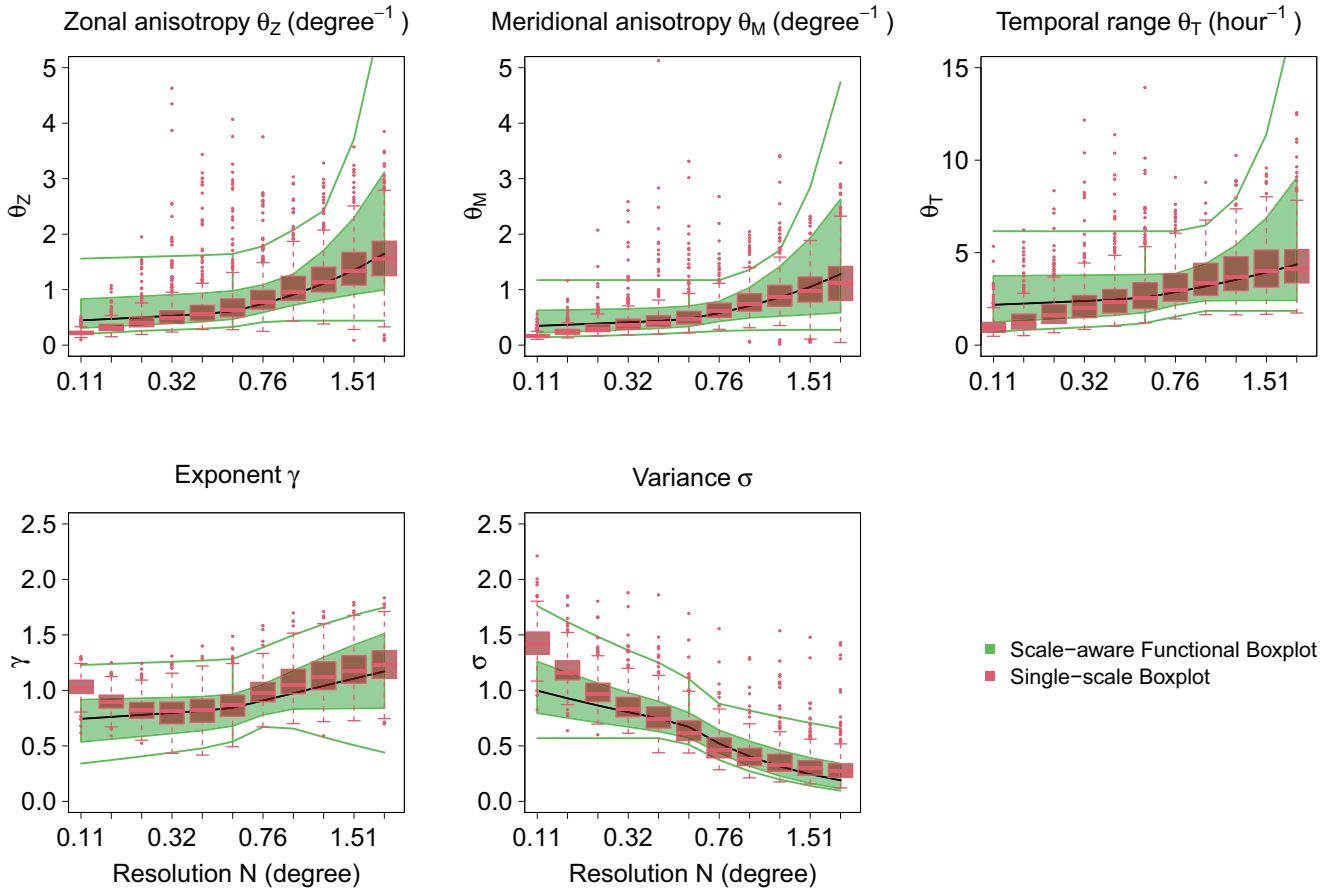 Zonal anisotropy θZ (degree−1)
Meridional anisotropy θM (degree−1)
Temporal range θT (hour−1)
θZ
5
4
3
2
1
0
0.11 0.32 0.76 1.51
θM
5
4
3
2
1
0
0.11 0.32 0.76 1.51
θT
15
10
5
0
0.11 0.32 0.76 1.51
Exponent γ
Variance σ
γ
2.5
2.0
1.5
1.0
0.5
0.0
0.11 0.32 0.76 1.51
Resolution N (degree)
σ
2.5
2.0
1.5
1.0
0.5
0.0
0.11 0.32 0.76 1.51
Resolution N (degree)
Scale−aware Functional Boxplot
Single−scale Boxplot